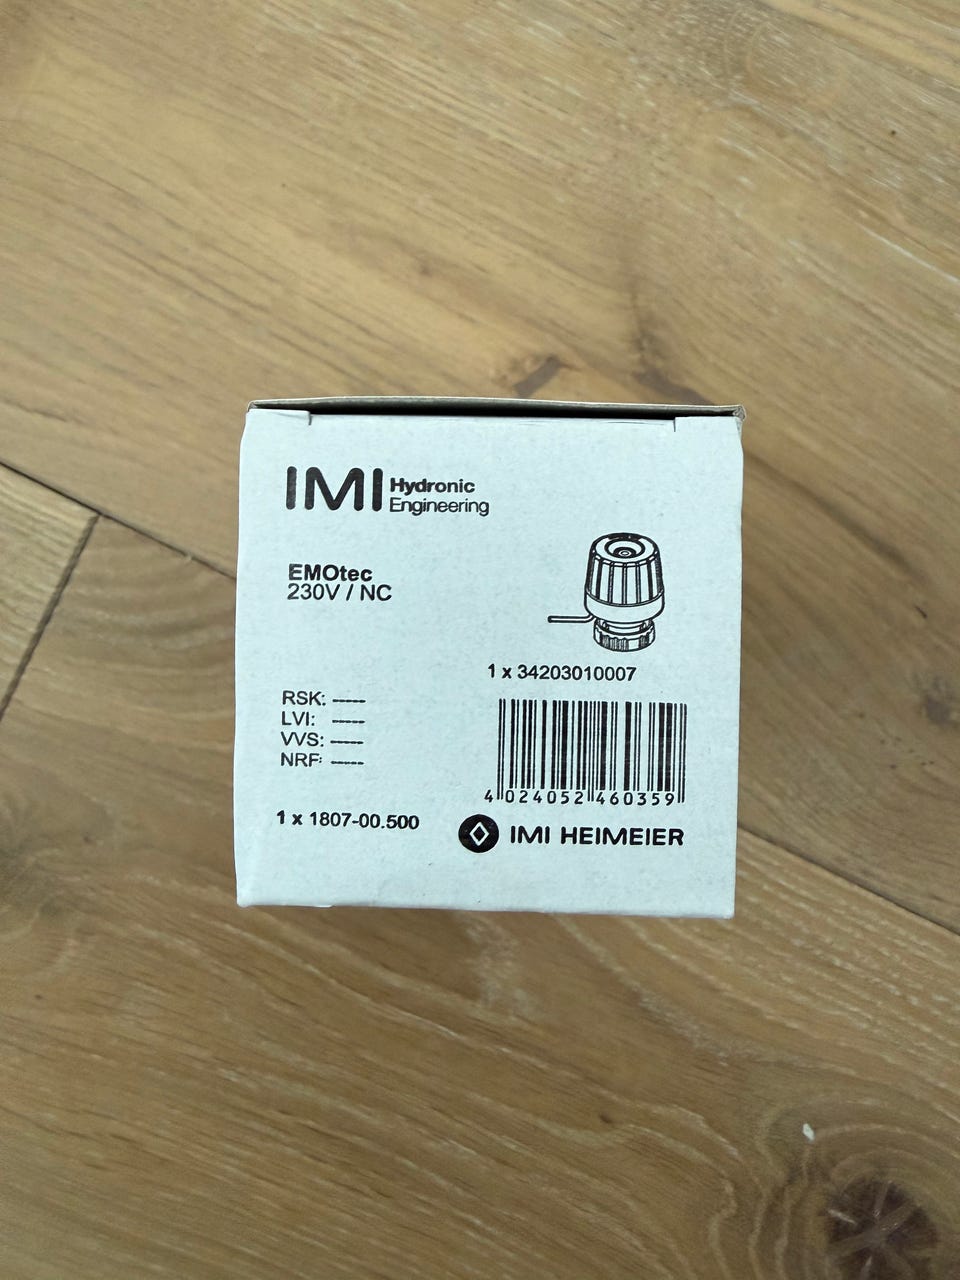 IMI Hydronic
Engineering
EMOtec
230V / NC
1 x 34203010007
RSK: -----
LVI: -----
VVS: -----
NRF: -----
4 024052 460359
1 x 1807-00.500
IMI HEIMEIER